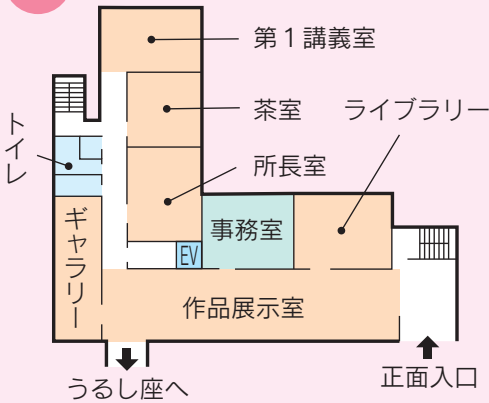 第1講義室
茶室
ライブラリー
トイレ
所長室
事務室
ギャラリー
EV
作品展示室
うるし座へ
正面入口